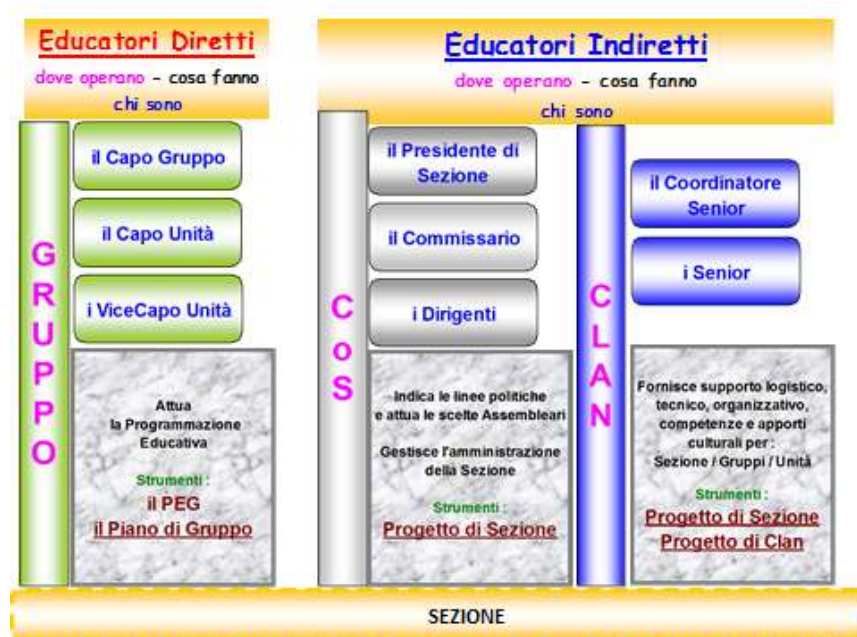 Educatori Diretti
dove operano - cosa fanno
chi sono
GRUPPO
il Capo Gruppo
il Capo Unità
i ViceCapo Unità
Attua
la Programmazione
Educativa
Strumenti :
il PEG
il Piano di Gruppo
Educatori Indiretti
dove operano - cosa fanno
chi sono
CoS
il Presidente di
Sezione
il Commissario
i Dirigenti
Indica le linee politiche
e attua le scelte Assembleari
Gestisce l'amministrazione
della Sezione
Strumenti :
Progetto di Sezione
CLAN
il Coordinatore
Senior
i Senior
Fornisce supporto logistico,
tecnico, organizzativo,
competenze e apporti
culturali per :
Sezione / Gruppi / Unità
Strumenti :
Progetto di Sezione
Progetto di Clan
SEZIONE